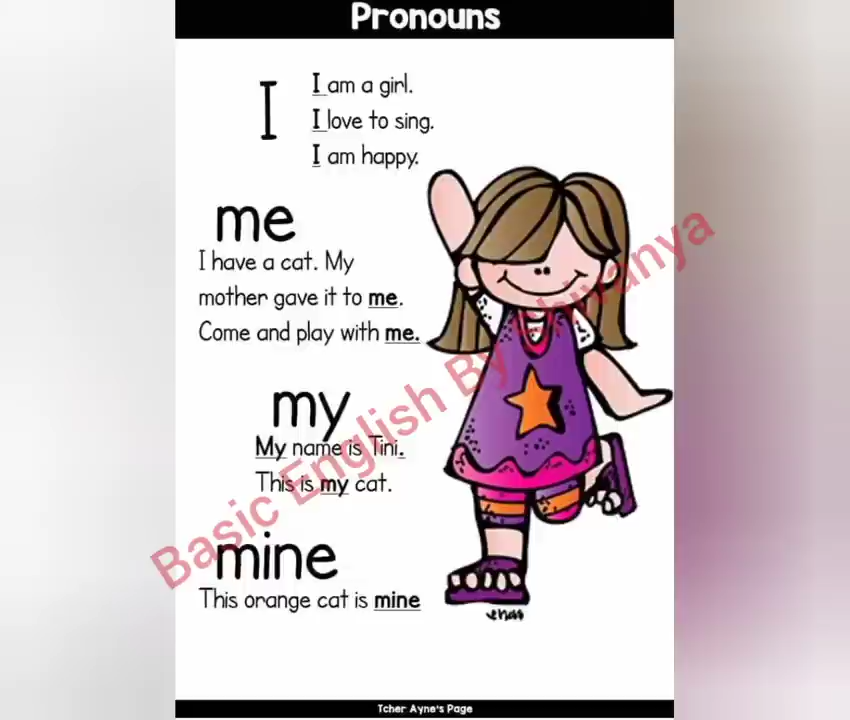 Pronouns
I
I am a girl.
I love to sing.
I am happy.
me
I have a cat. My
mother gave it to me.
Come and play with me.
my
My name is Tini.
This is my cat.
mine
This orange cat is mine
Tcher Ayne's Page
Basic English By